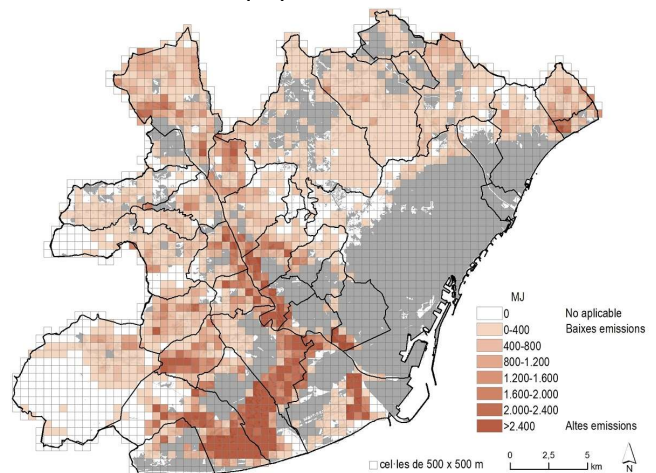 MJ
0 No aplicable
0-400 Baixes emissions
400-800
800-1.200
1.200-1.600
1.600-2.000
2.000-2.400
>2.400 Altes emissions
cel·les de 500 x 500 m
0 2,5 5
km
N